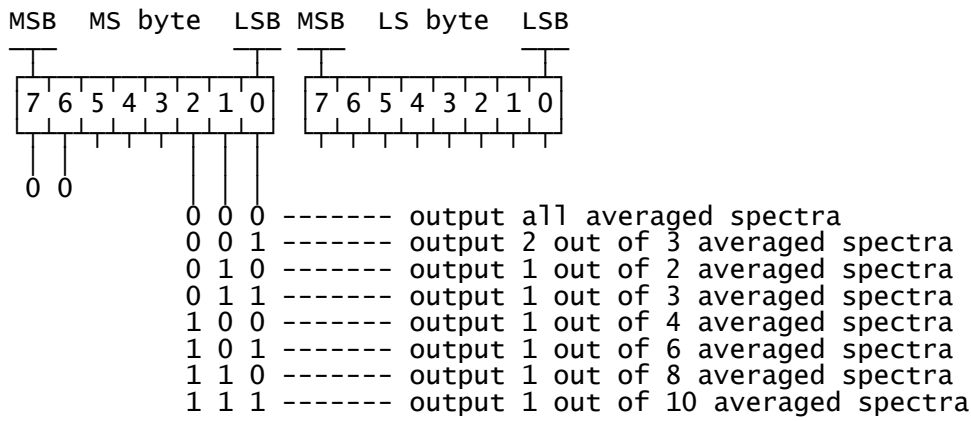 MSB MS byte LSB MSB LS byte LSB
7 6 5 4 3 2 1 0 7 6 5 4 3 2 1 0
0 0
0 0 0 ------- output all averaged spectra
0 0 1 ------- output 2 out of 3 averaged spectra
0 1 0 ------- output 1 out of 2 averaged spectra
0 1 1 ------- output 1 out of 3 averaged spectra
1 0 0 ------- output 1 out of 4 averaged spectra
1 0 1 ------- output 1 out of 6 averaged spectra
1 1 0 ------- output 1 out of 8 averaged spectra
1 1 1 ------- output 1 out of 10 averaged spectra